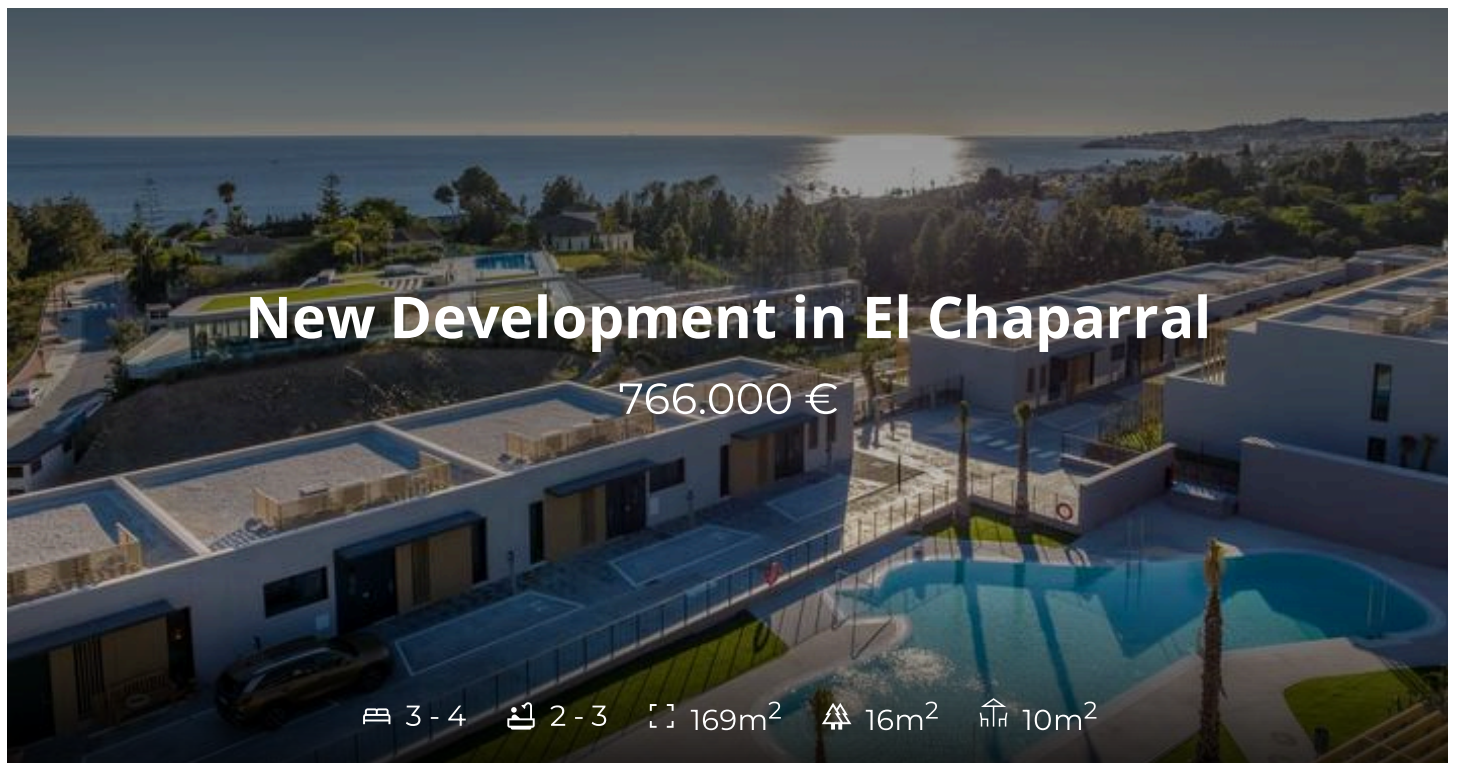 New Development in El Chaparral
766.000 €
3 - 4 2 - 3 169m² 16m² 10m²